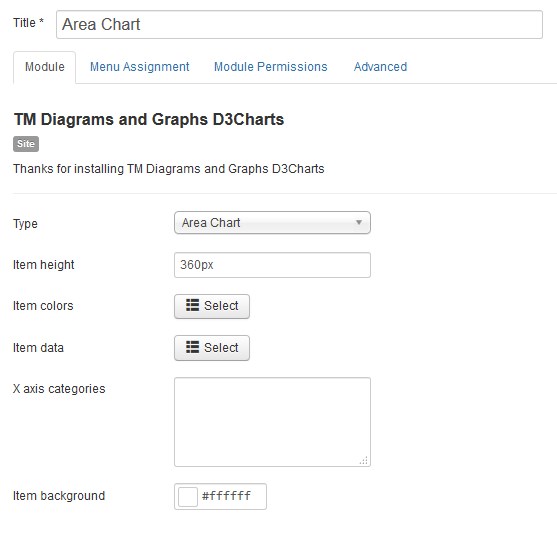 Title * Area Chart
Module Menu Assignment Module Permissions Advanced
TM Diagrams and Graphs D3Charts
Site
Thanks for installing TM Diagrams and Graphs D3Charts
Type Area Chart
Item height 360px
Item colors Select
Item data Select
X axis categories
Item background #ffffff